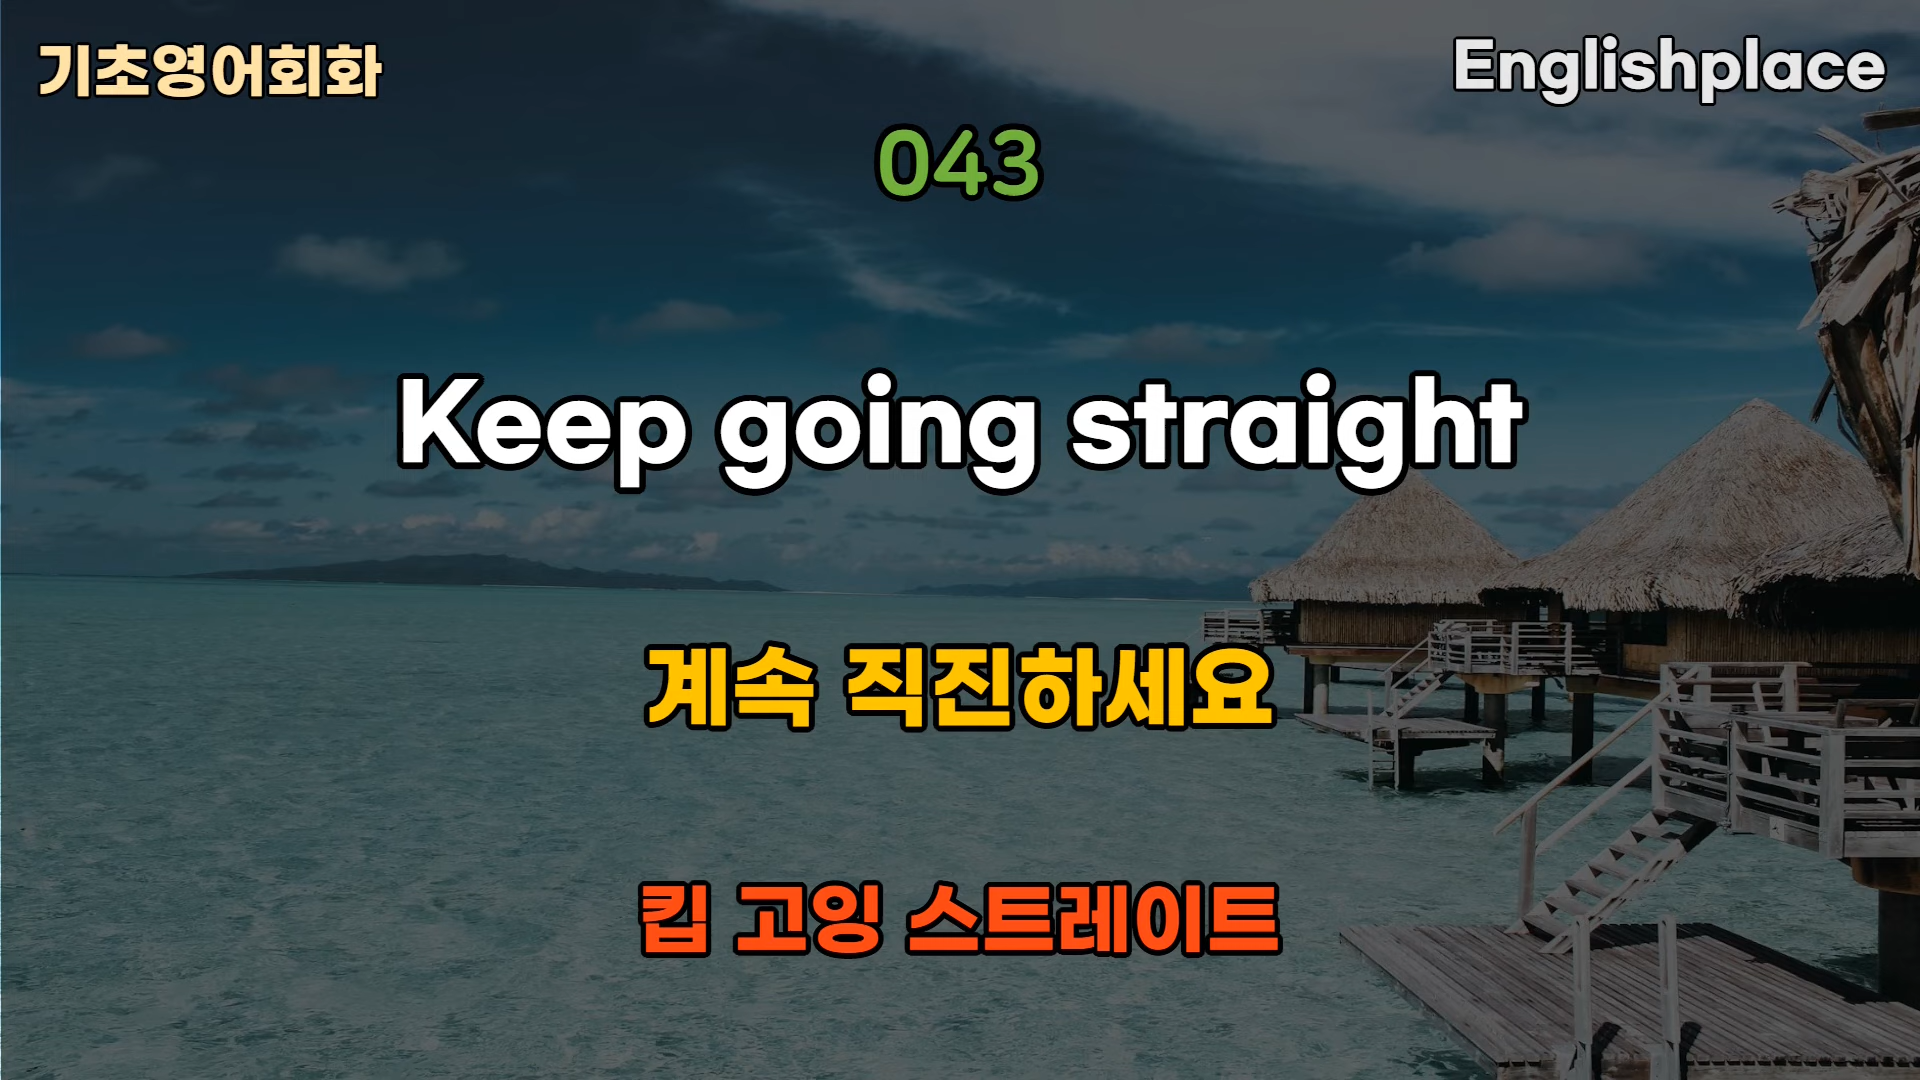 기초영어회화
Englishplace
043
Keep going straight
계속 직진하세요
킵 고잉 스트레이트